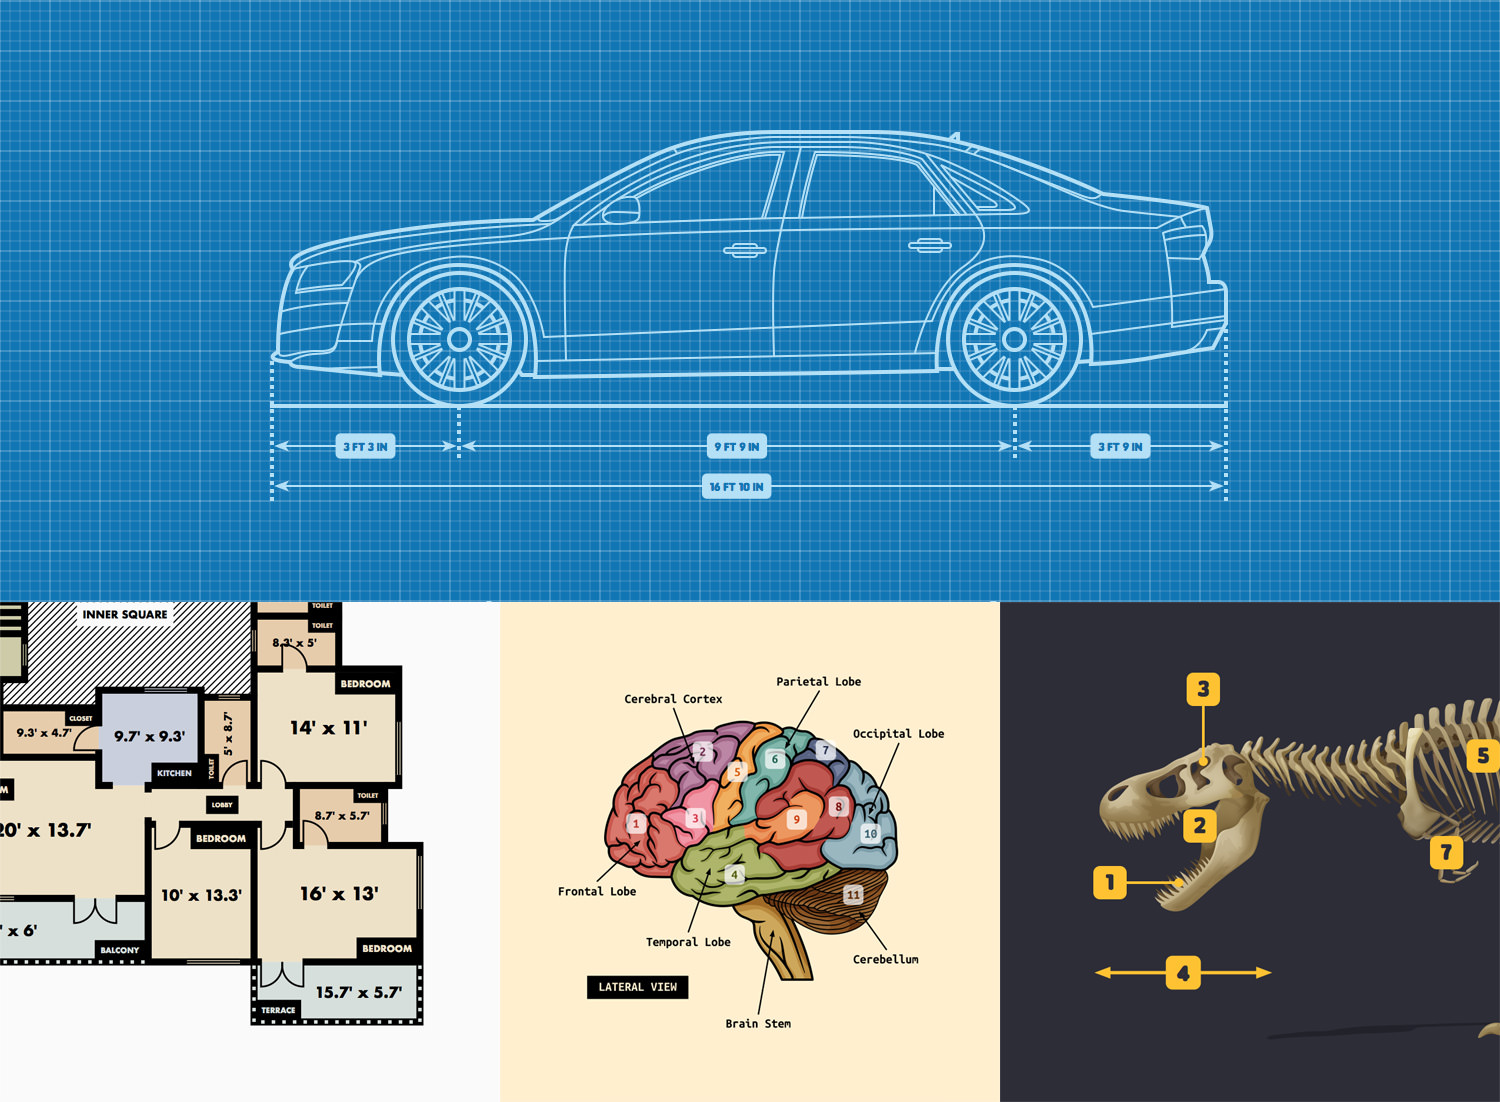 3 FT 3 IN
9 FT 9 IN
3 FT 9 IN
16 FT 10 IN
INNER SQUARE
TOILET
TOILET
8.3' x 5'
BEDROOM
14' x 11'
CLOSET
9.3' x 4.7'
9.7' x 9.3'
KITCHEN
5' x 8.7'
TOILET
M
LOBBY
TOILET
8.7' x 5.7'
20' x 13.7'
BEDROOM
10' x 13.3'
16' x 13'
BEDROOM
' x 6'
BALCONY
15.7' x 5.7'
TERRACE
Parietal Lobe
Cerebral Cortex
Occipital Lobe
2
7
6
5
8
3
1
9
10
4
11
Frontal Lobe
Temporal Lobe
Cerebellum
LATERAL VIEW
Brain Stem
3
5
2
7
1
4